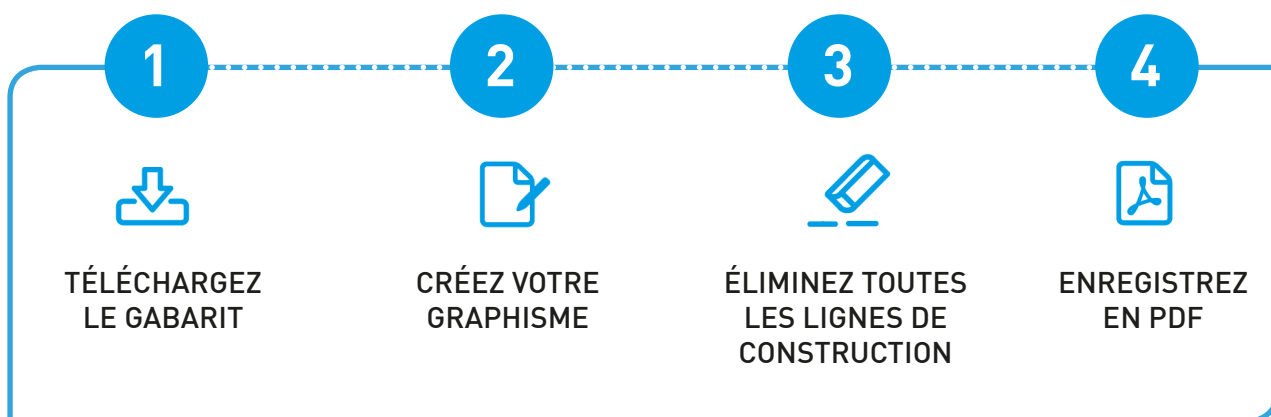 1
2
3
4
TÉLÉCHARGEZ
LE GABARIT
CRÉEZ VOTRE
GRAPHISME
ÉLIMINEZ TOUTES
LES LIGNES DE
CONSTRUCTION
ENREGISTREZ
EN PDF